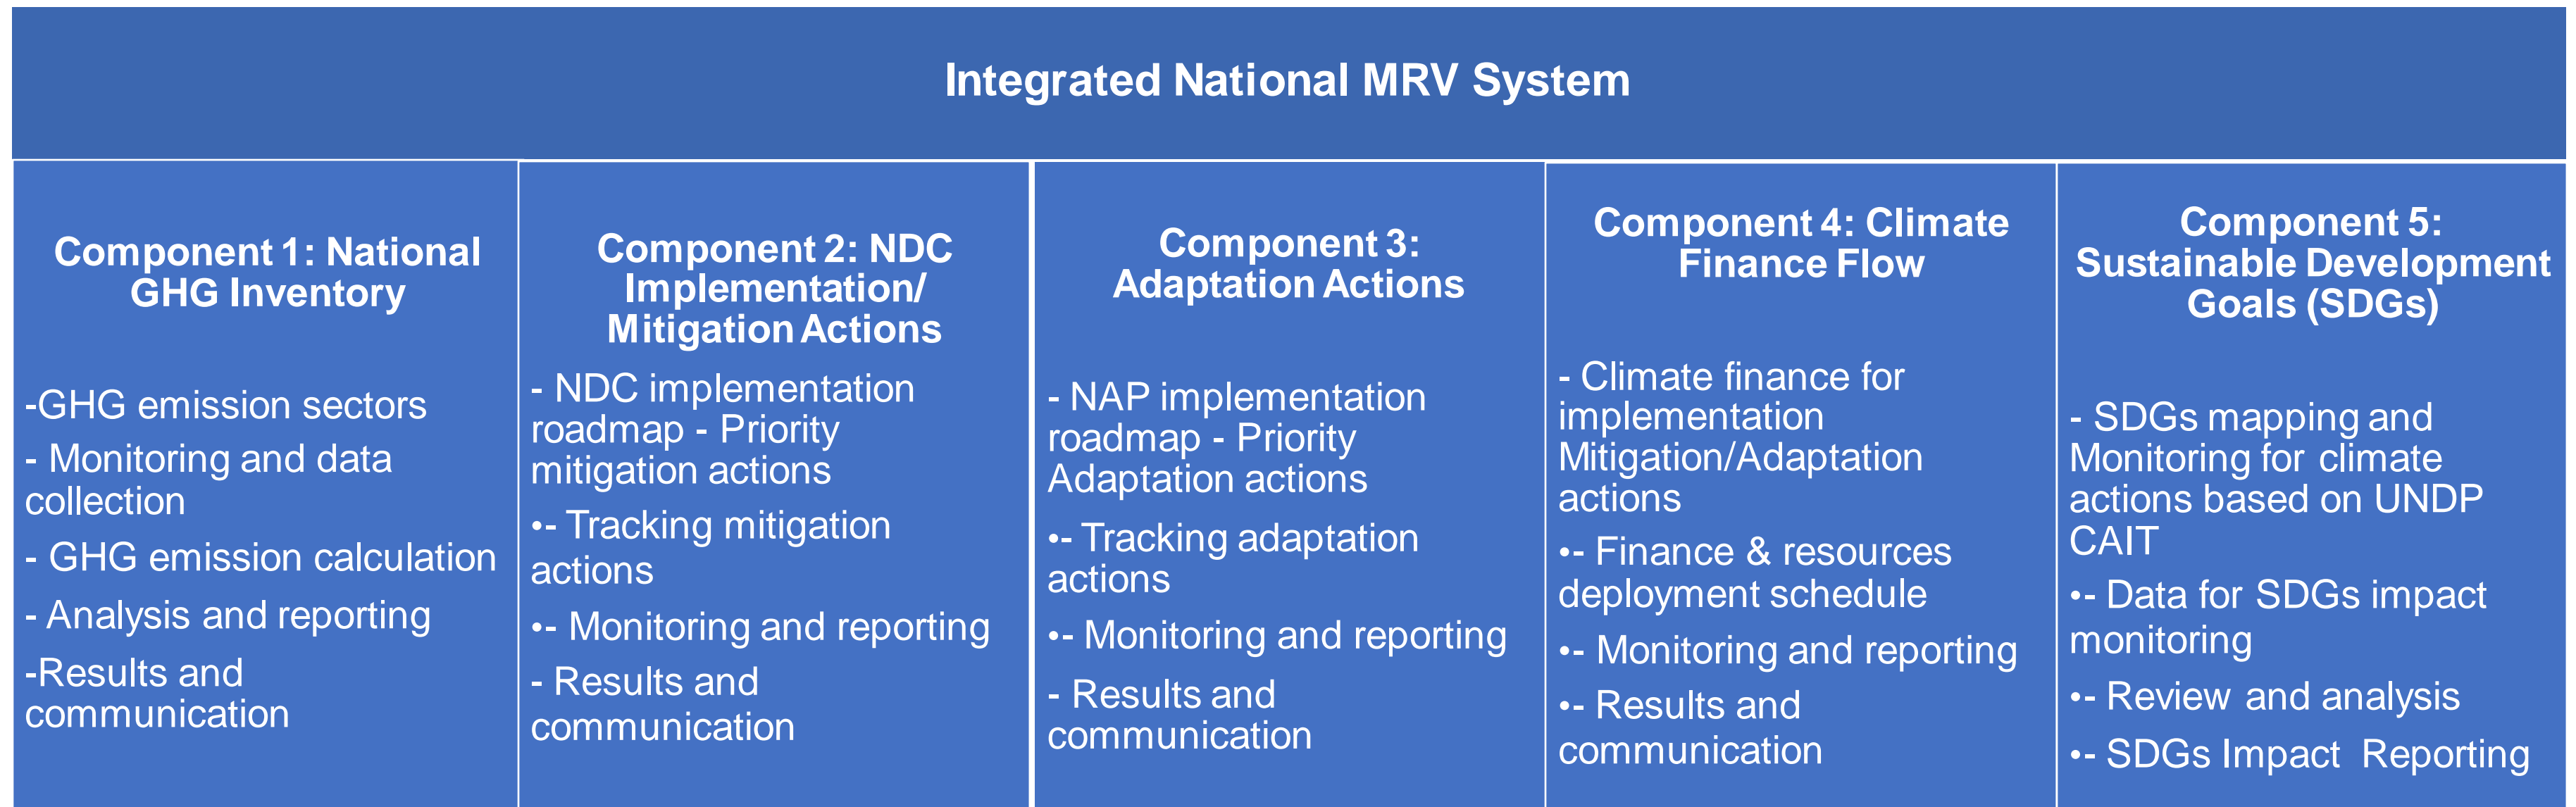 Integrated National MRV System
Component 1: National
GHG Inventory
-GHG emission sectors
- Monitoring and data
collection
- GHG emission calculation
- Analysis and reporting
-Results and
communication
Component 2: NDC
Implementation/
Mitigation Actions
- NDC implementation
roadmap - Priority
mitigation actions
•- Tracking mitigation
actions
•- Monitoring and reporting
- Results and
communication
Component 3:
Adaptation Actions
- NAP implementation
roadmap - Priority
Adaptation actions
•- Tracking adaptation
actions
•- Monitoring and reporting
- Results and
communication
Component 4: Climate
Finance Flow
- Climate finance for
implementation
Mitigation/Adaptation
actions
•- Finance & resources
deployment schedule
•- Monitoring and reporting
•- Results and
communication
Component 5:
Sustainable Development
Goals (SDGs)
- SDGs mapping and
Monitoring for climate
actions based on UNDP
CAIT
•- Data for SDGs impact
monitoring
•- Review and analysis
•- SDGs Impact Reporting